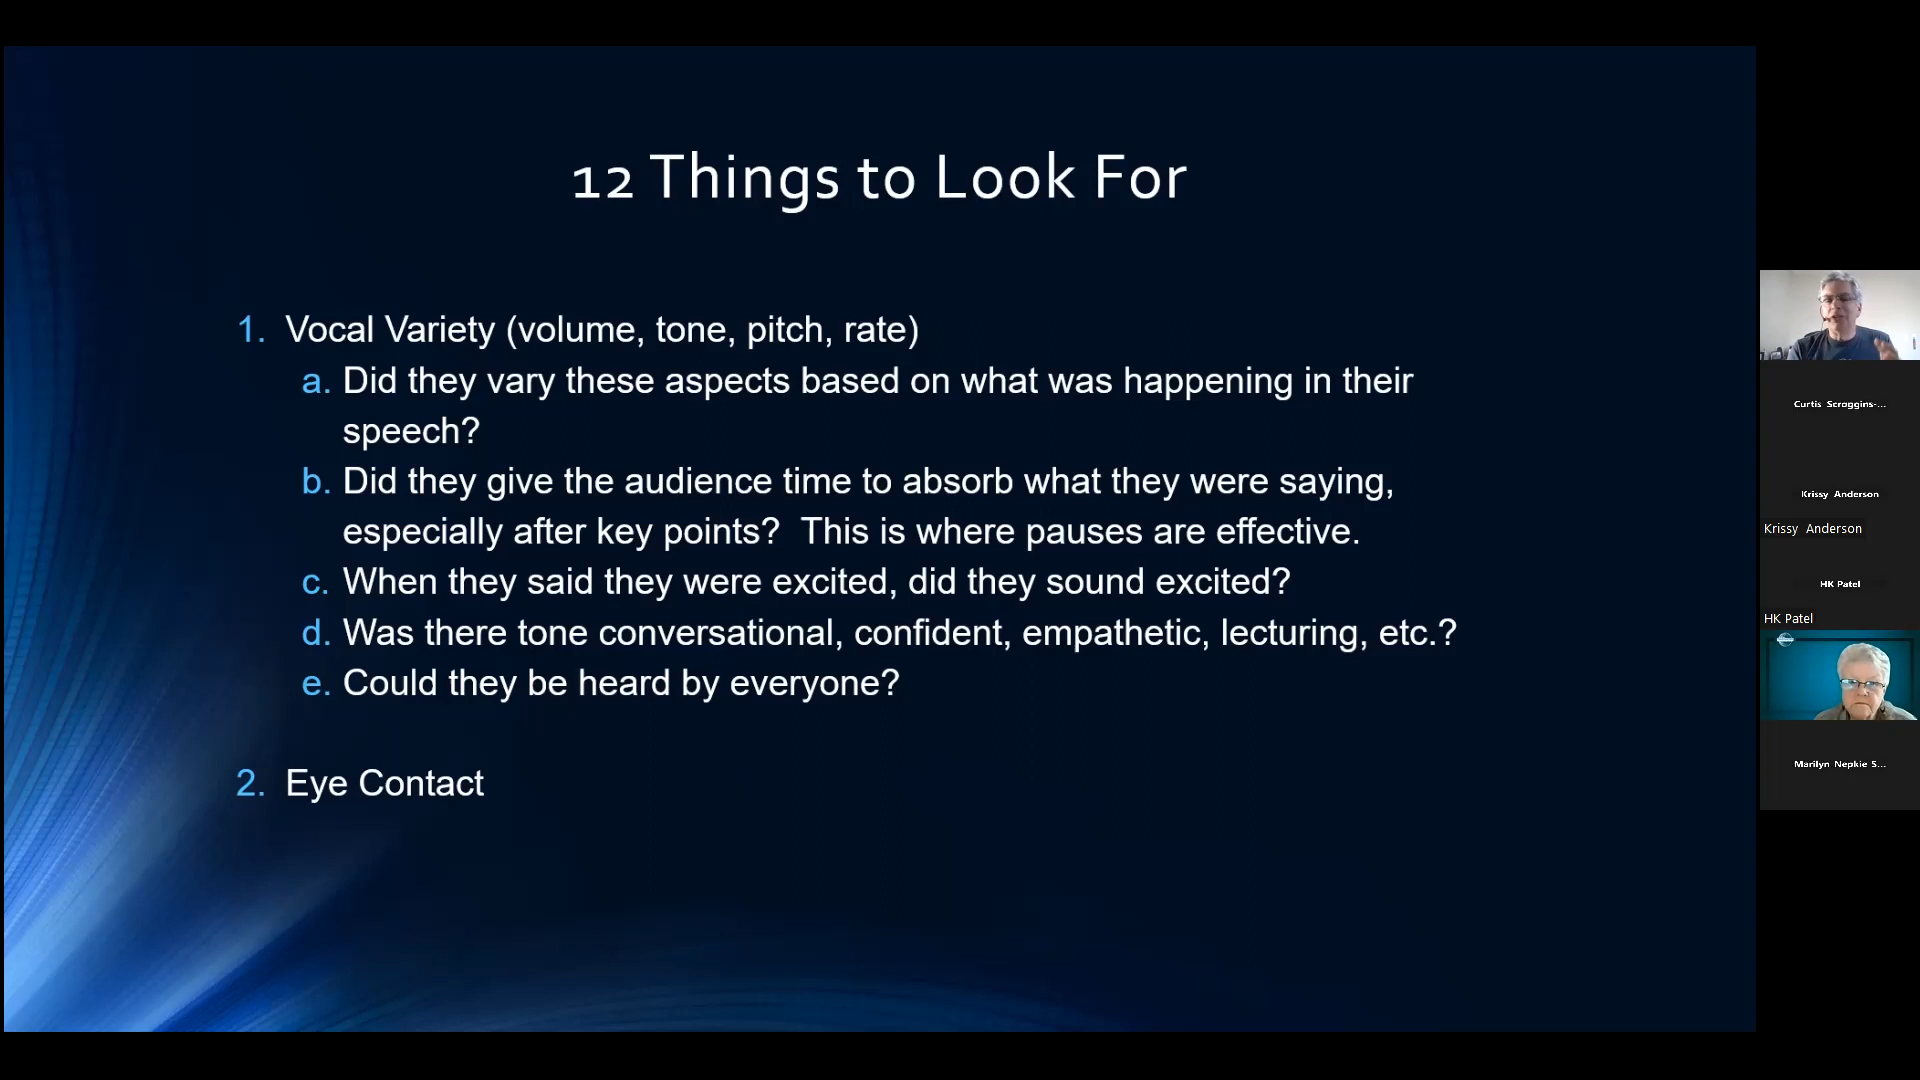 12 Things to Look For
1. Vocal Variety (volume, tone, pitch, rate)
a. Did they vary these aspects based on what was happening in their
speech?
b. Did they give the audience time to absorb what they were saying,
especially after key points?  This is where pauses are effective.
c. When they said they were excited, did they sound excited?
d. Was there tone conversational, confident, empathetic, lecturing, etc.?
e. Could they be heard by everyone?
2. Eye Contact
Curtis Scroggins-...
Krissy Anderson
Krissy Anderson
HK Patel
HK Patel
Marilyn Nepkie S...